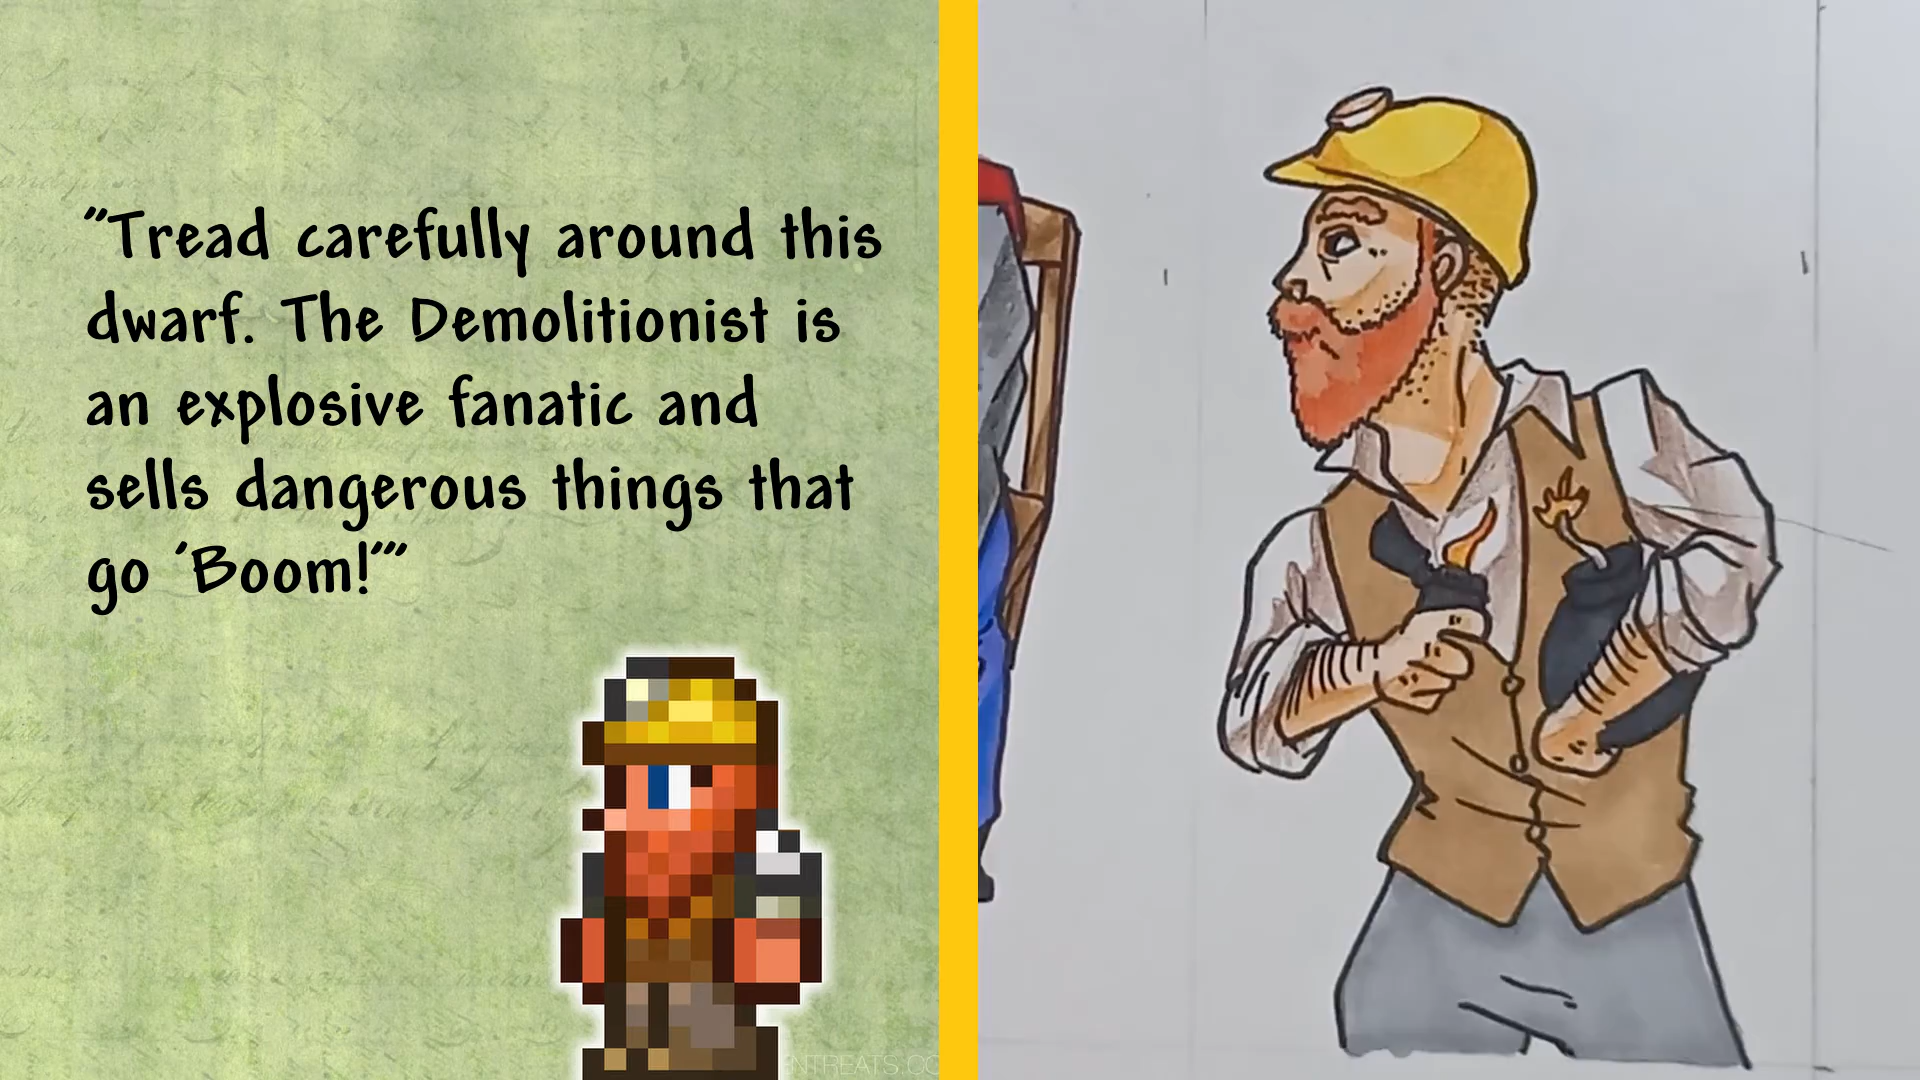 "Tread carefully around this
dwarf. The Demolitionist is
an explosive fanatic and
sells dangerous things that
go 'Boom!'"